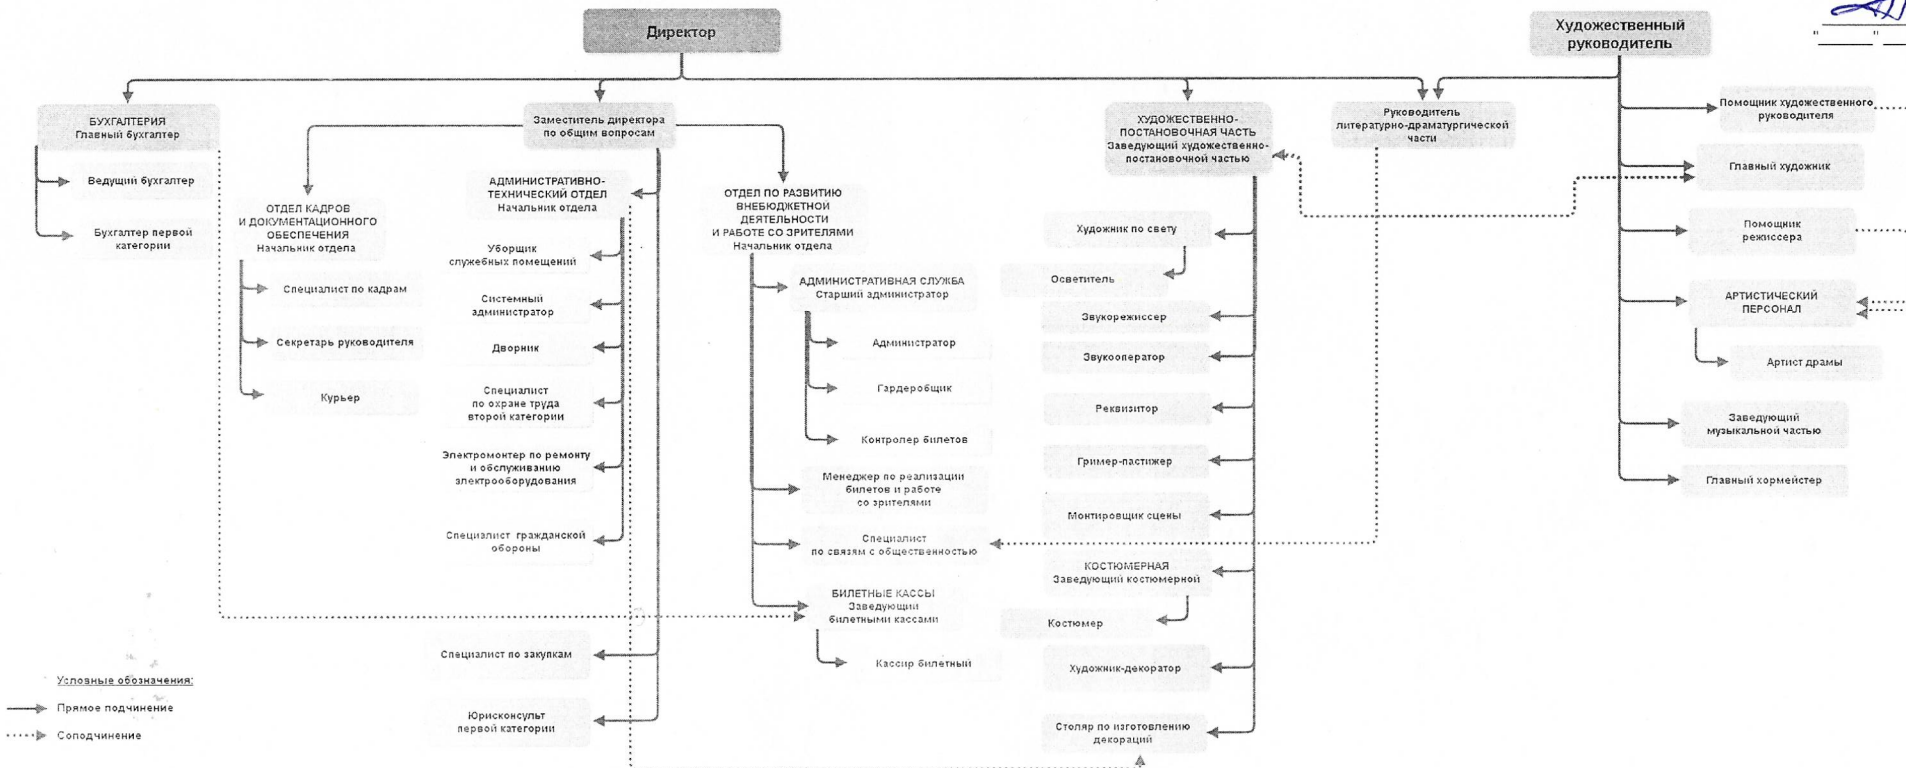 Директор
Художественный
руководитель
"____" __
БУХГАЛТЕРИЯ
Главный бухгалтер
Ведущий бухгалтер
Бухгалтер первой
категории
Заместитель директора
по общим вопросам
ОТДЕЛ КАДРОВ
И ДОКУМЕНТАЦИОННОГО
ОБЕСПЕЧЕНИЯ
Начальник отдела
Специалист по кадрам
Секретарь руководителя
Курьер
АДМИНИСТРАТИВНО-
ТЕХНИЧЕСКИЙ ОТДЕЛ
Начальник отдела
Уборщик
служебных помещений
Системный
администратор
Дворник
Специалист
по охране труда
второй категории
Электромонтер по ремонту
и обслуживанию
электрооборудования
Специалист гражданской
обороны
Специалист по закупкам
Юрисконсульт
первой категории
ОТДЕЛ ПО РАЗВИТИЮ
ВНЕБЮДЖЕТНОЙ
ДЕЯТЕЛЬНОСТИ
И РАБОТЕ СО ЗРИТЕЛЯМИ
Начальник отдела
АДМИНИСТРАТИВНАЯ СЛУЖБА
Старший администратор
Администратор
Гардеробщик
Контролер билетов
Менеджер по реализации
билетов и работе
со зрителями
Специалист
по связям с общественностью
БИЛЕТНЫЕ КАССЫ
Заведующий
билетными кассами
Кассир билетный
ХУДОЖЕСТВЕННО-
ПОСТАНОВОЧНАЯ ЧАСТЬ
Заведующий художественно-
постановочной частью
Художник по свету
Осветитель
Звукорежиссер
Звукооператор
Реквизитор
Гример-пастижер
Монтировщик сцены
КОСТЮМЕРНАЯ
Заведующий костюмерной
Костюмер
Художник-декоратор
Столяр по изготовлению
декораций
Руководитель
литературно-драматургической
части
Помощник художественного
руководителя
Главный художник
Помощник
режиссера
АРТИСТИЧЕСКИЙ
ПЕРСОНАЛ
Артист драмы
Заведующий
музыкальной частью
Главный хормейстер
Условные обозначения:
Прямое подчинение
Соподчинение